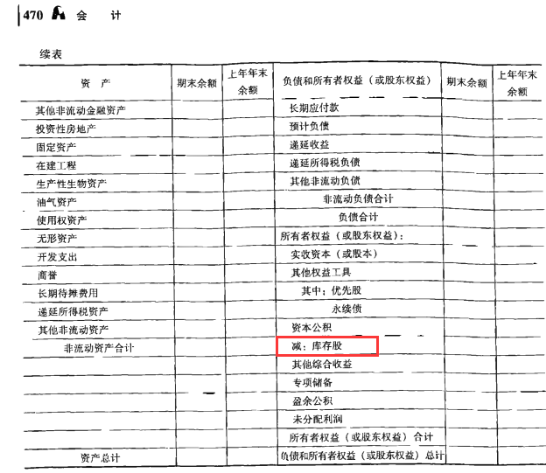 470 会 计
续表
资 产 期末余额 上年年末余额 负债和所有者权益（或股东权益） 期末余额 上年年末余额
其他非流动金融资产 长期应付款
投资性房地产 预计负债
固定资产 递延收益
在建工程 递延所得税负债
生产性生物资产 其他非流动负债
油气资产 非流动负债合计
使用权资产 负债合计
无形资产 所有者权益（或股东权益）：
开发支出 实收资本（或股本）
商誉 其他权益工具
长期待摊费用 其中：优先股
递延所得税资产 永续债
其他非流动资产 资本公积
非流动资产合计 减：库存股
其他综合收益
专项储备
盈余公积
未分配利润
所有者权益（或股东权益）合计
资产总计 负债和所有者权益（或股东权益）总计